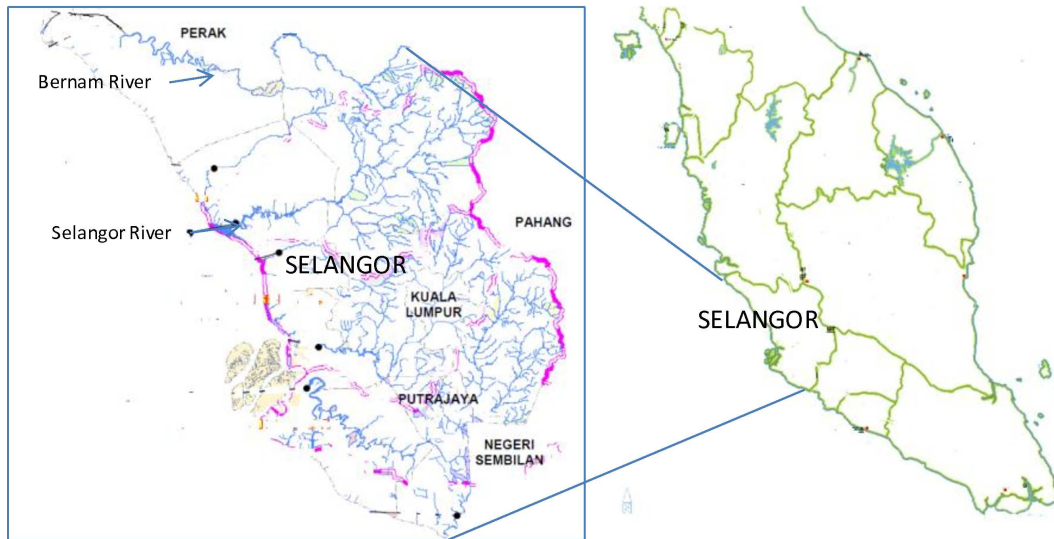 PERAK
Bernam River
Selangor River
PAHANG
SELANGOR
KUALA
LUMPUR
PUTRAJAYA
NEGERI
SEMBILAN
SELANGOR